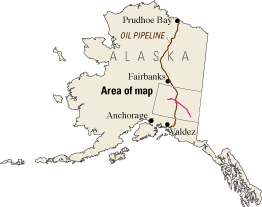 Prudhoe Bay
OIL PIPELINE
ALASKA
Fairbanks
Area of map
Anchorage
Valdez